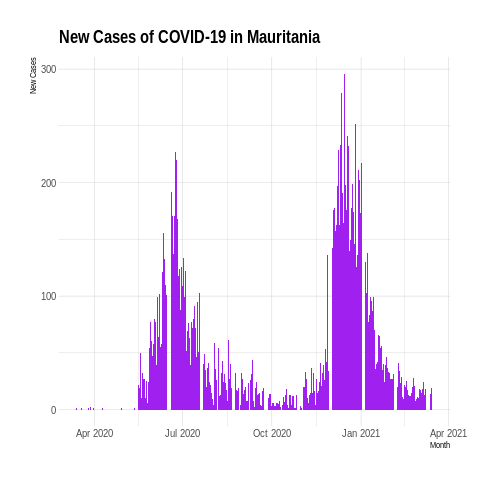 New Cases of COVID-19 in Mauritania
New Cases
300
200
100
0
Apr 2020
Jul 2020
Oct 2020
Jan 2021
Apr 2021
Month